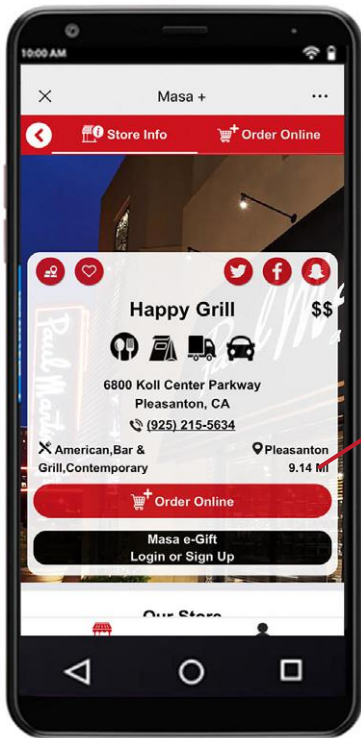 10:00 AM
Masa +
Store Info
Order Online
Happy Grill
$$
6800 Koll Center Parkway
Pleasanton, CA
(925) 215-5634
American,Bar &
Grill,Contemporary
Pleasanton
9.14 MI
Order Online
Masa e-Gift
Login or Sign Up
Our Store